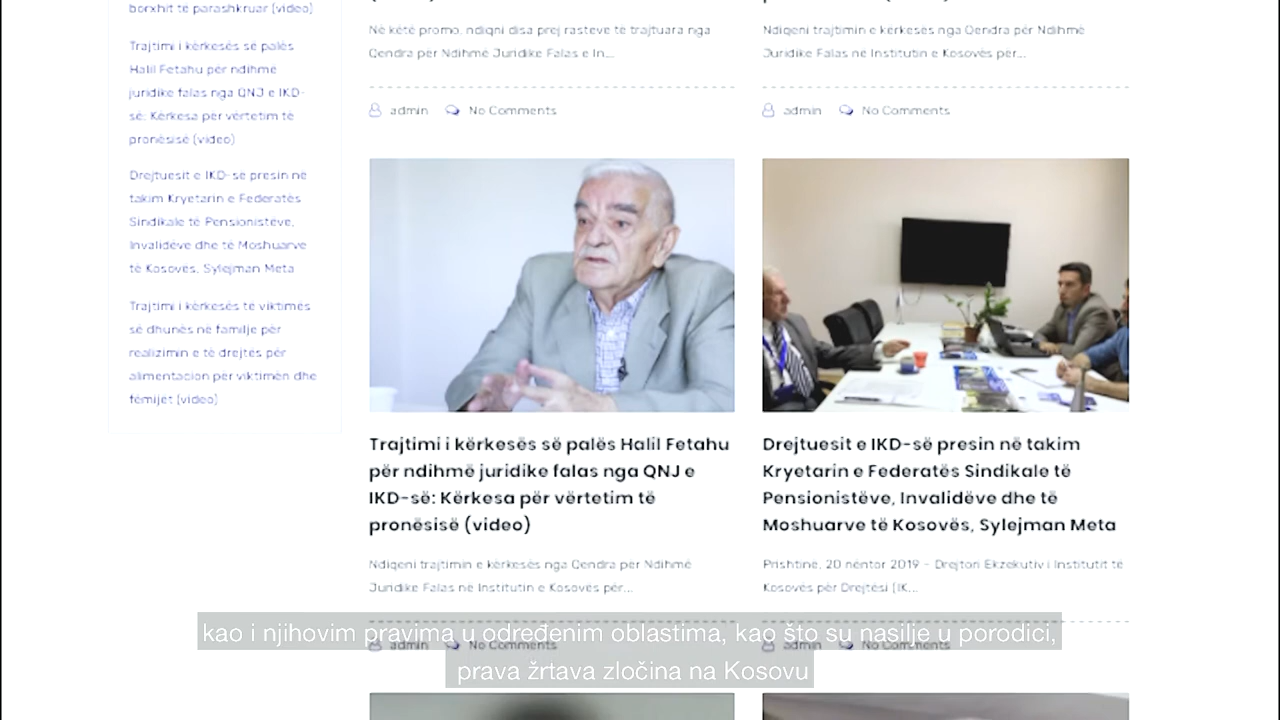 borxhit të parashkruar (video)
Trajtimi i kërkesës së palës
Halil Fetahu për ndihmë
juridike falas nga QNJ e IKD-
së: Kërkesa për vërtetim të
pronësisë (video)
Drejtuesit e IKD-së presin në
takim Kryetarin e Federatës
Sindikale të Pensionistëve,
Invalidëve dhe të Moshuarve
të Kosovës, Sylejman Meta
Trajtimi i kërkesës të viktimës
së dhunës në familje për
realizimin e të drejtës për
alimentacion për viktimën dhe
fëmijët (video)
Në këtë promo, ndiqni disa prej rasteve të trajtuara nga
Qendra për Ndihmë Juridike Falas e In...
admin No Comments
Trajtimi i kërkesës së palës Halil Fetahu
për ndihmë juridike falas nga QNJ e
IKD-së: Kërkesa për vërtetim të
pronësisë (video)
Ndiqeni trajtimin e kërkesës nga Qendra për Ndihmë
Juridike Falas në Institutin e Kosovës për...
admin No Comments
Ndiqeni trajtimin e kërkesës nga Qendra për Ndihmë
Juridike Falas në Institutin e Kosovës për...
admin No Comments
Drejtuesit e IKD-së presin në takim
Kryetarin e Federatës Sindikale të
Pensionistëve, Invalidëve dhe të
Moshuarve të Kosovës, Sylejman Meta
Prishtinë, 20 nëntor 2019 – Drejtori Ekzekutiv i Institutit të
Kosovës për Drejtësi (IK...
admin No Comments
kao i njihovim pravima u određenim oblastima, kao što su nasilje u porodici,
prava žrtava zločina na Kosovu